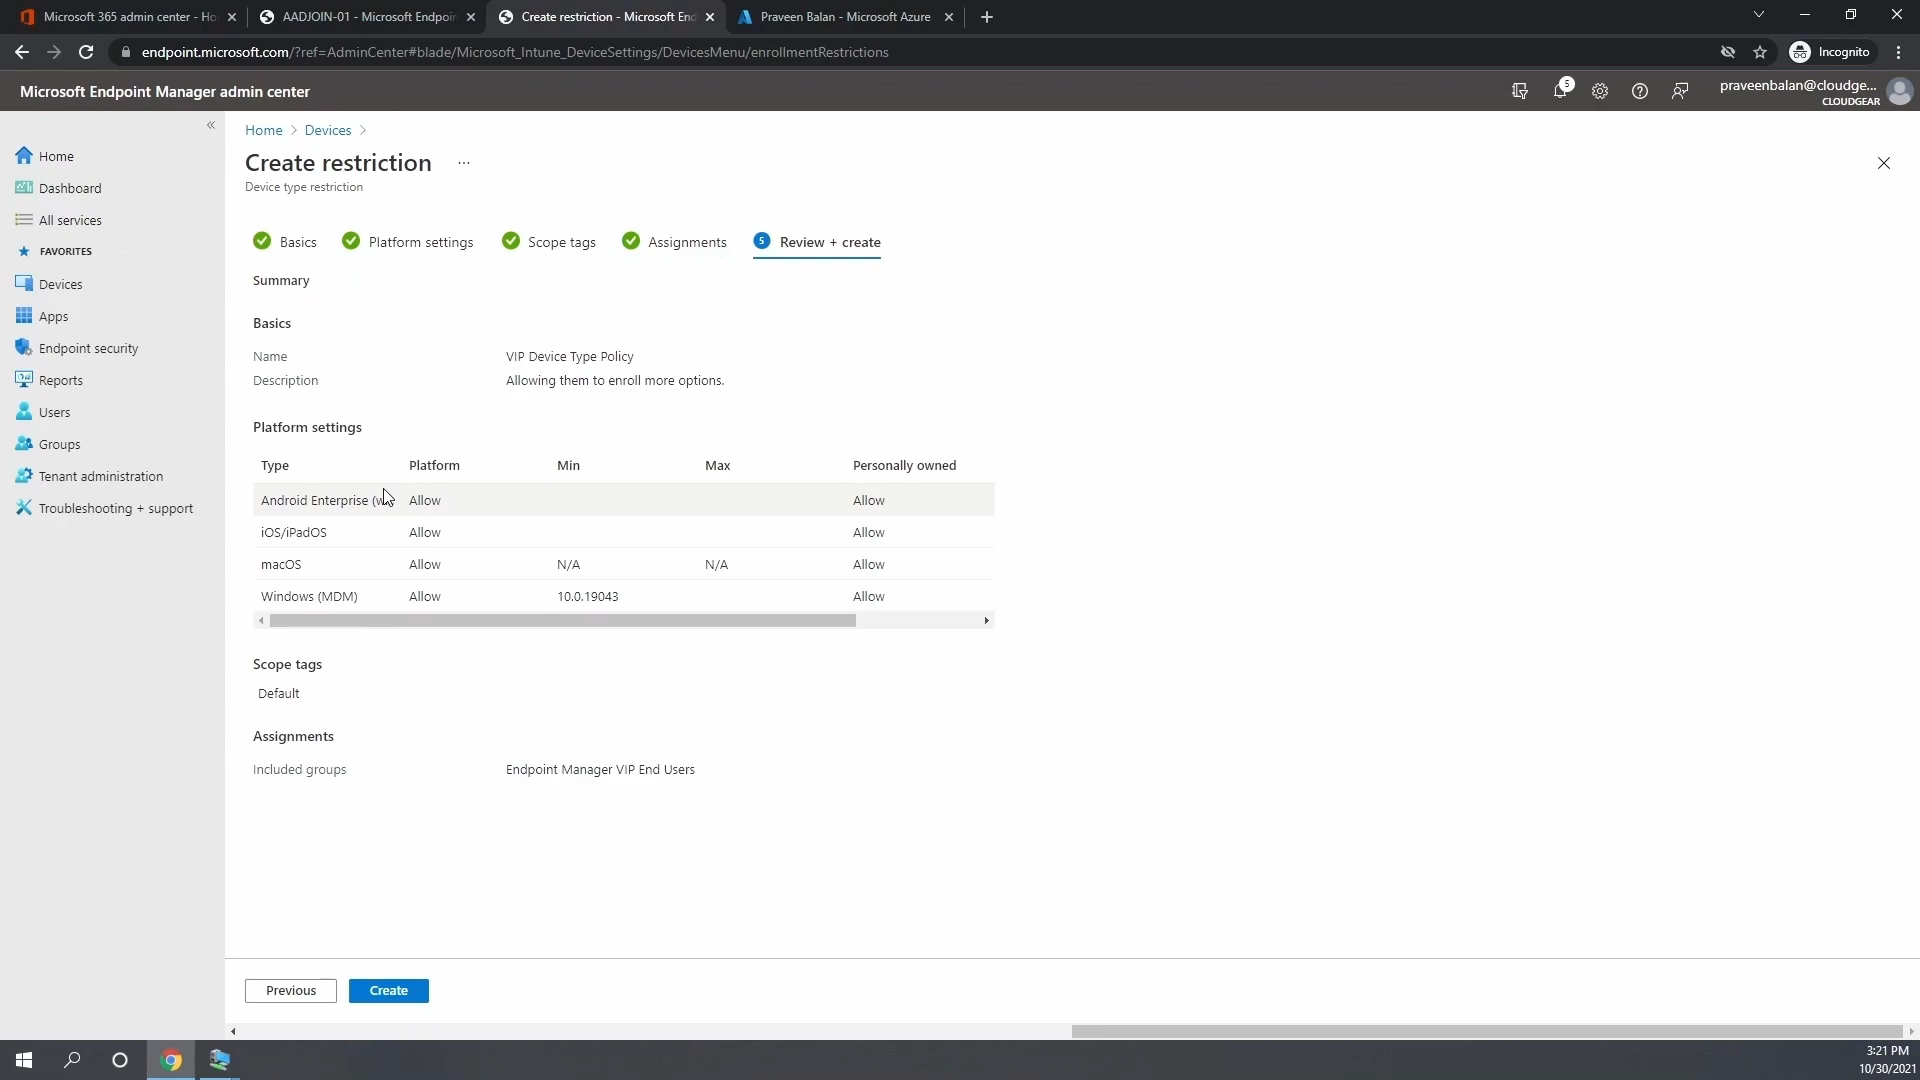 Microsoft 365 admin center - Ho
AADJOIN-01 - Microsoft Endpoin
Create restriction - Microsoft End
Praveen Balan - Microsoft Azure
endpoint.microsoft.com/?ref=AdminCenter#blade/Microsoft_Intune_DeviceSettings/DevicesMenu/enrollmentRestrictions
Incognito
Microsoft Endpoint Manager admin center
5
praveenbalan@cloudge...
CLOUDGEAR
Home
Dashboard
All services
FAVORITES
Devices
Apps
Endpoint security
Reports
Users
Groups
Tenant administration
Troubleshooting + support
Home > Devices >
Create restriction ...
Device type restriction
Basics
Platform settings
Scope tags
Assignments
5 Review + create
Summary
Basics
Name VIP Device Type Policy
Description Allowing them to enroll more options.
Platform settings
Type Platform Min Max Personally owned
Android Enterprise (w Allow Allow
iOS/iPadOS Allow Allow
macOS Allow N/A N/A Allow
Windows (MDM) Allow 10.0.19043 Allow
Scope tags
Default
Assignments
Included groups Endpoint Manager VIP End Users
Previous Create
3:21 PM
10/30/2021